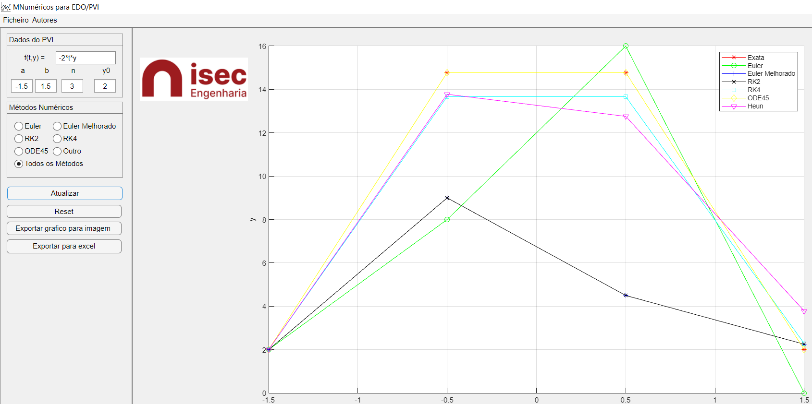 MNuméricos para EDO/PVI
Ficheiro Autores
Dados do PVI
f(t,y) = -2*t*y
a b n y0
-1.5 1.5 3 2
Métodos Numéricos
Euler Euler Melhorado
RK2 RK4
ODE45 Outro
Todos os Métodos
Atualizar
Reset
Exportar grafico para imagem
Exportar para excel
isec
Engenharia
16
14
12
10
8
6
4
2
0
y
-1.5 -1 -0.5 0 0.5 1 1.5
Exata
Euler
Euler Melhorado
RK2
RK4
ODE45
Heun